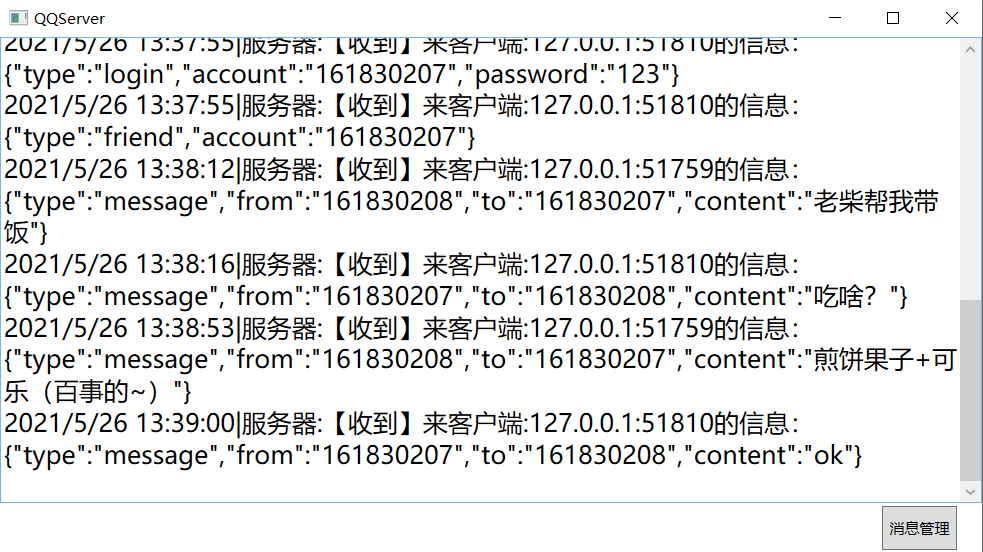 QQServer
2021/5/26 13:37:55|服务器:【收到】来客户端:127.0.0.1:51810的信息：
{"type":"login","account":"161830207","password":"123"}
2021/5/26 13:37:55|服务器:【收到】来客户端:127.0.0.1:51810的信息：
{"type":"friend","account":"161830207"}
2021/5/26 13:38:12|服务器:【收到】来客户端:127.0.0.1:51759的信息：
{"type":"message","from":"161830208","to":"161830207","content":"老柴帮我带
饭"}
2021/5/26 13:38:16|服务器:【收到】来客户端:127.0.0.1:51810的信息：
{"type":"message","from":"161830207","to":"161830208","content":"吃啥？"}
2021/5/26 13:38:53|服务器:【收到】来客户端:127.0.0.1:51759的信息：
{"type":"message","from":"161830208","to":"161830207","content":"煎饼果子+可
乐（百事的~）"}
2021/5/26 13:39:00|服务器:【收到】来客户端:127.0.0.1:51810的信息：
{"type":"message","from":"161830207","to":"161830208","content":"ok"}
消息管理